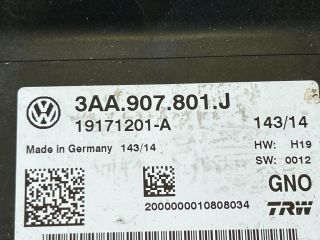 3AA.907.801.J
19171201-A 143/14
Made in Germany 143/14 HW: H19
SW: 0012
GNO
2000000010808034 TRW